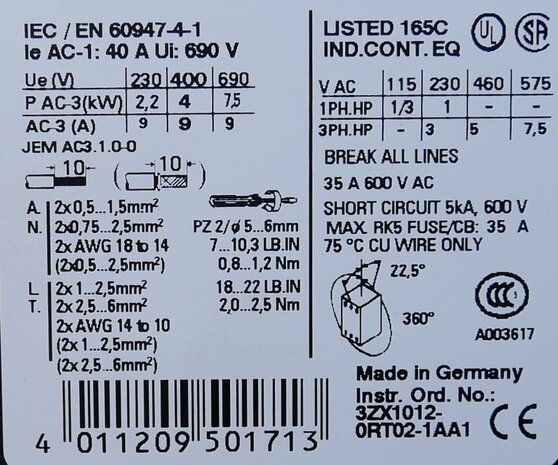 IEC / EN 60947-4-1
Ie AC-1: 40 A Ui: 690 V
Ue (V) 230 400 690
P AC-3(kW) 2,2 4 7,5
AC-3 (A) 9 9 9
JEM AC3.1.0-0
10 ( 10 )
A. 2x0,5...1,5mm²
N. 2x0,75...2,5mm² PZ 2/ø 5...6mm
2x AWG 18 to 14 7...10,3 LB.IN
(2x0,5...2,5mm²) 0,8...1,2 Nm
L 2x 1...2,5mm² 18...22 LB.IN
T. 2x 2,5...6mm² 2,0...2,5 Nm
2x AWG 14 to 10
(2x 1...2,5mm²)
(2x 2,5...6mm²)
4 011209 501713
LISTED 165C UL SA
IND.CONT. EQ
V AC 115 230 460 575
1PH.HP 1/3 1 - -
3PH.HP - 3 5 7,5
BREAK ALL LINES
35 A 600 V AC
SHORT CIRCUIT 5kA, 600 V
MAX. RK5 FUSE/CB: 35 A
75 °C CU WIRE ONLY
22,5°
360°
CCC
A003617
Made in Germany
Instr. Ord. No.:
3ZX1012-
0RT02-1AA1 CE